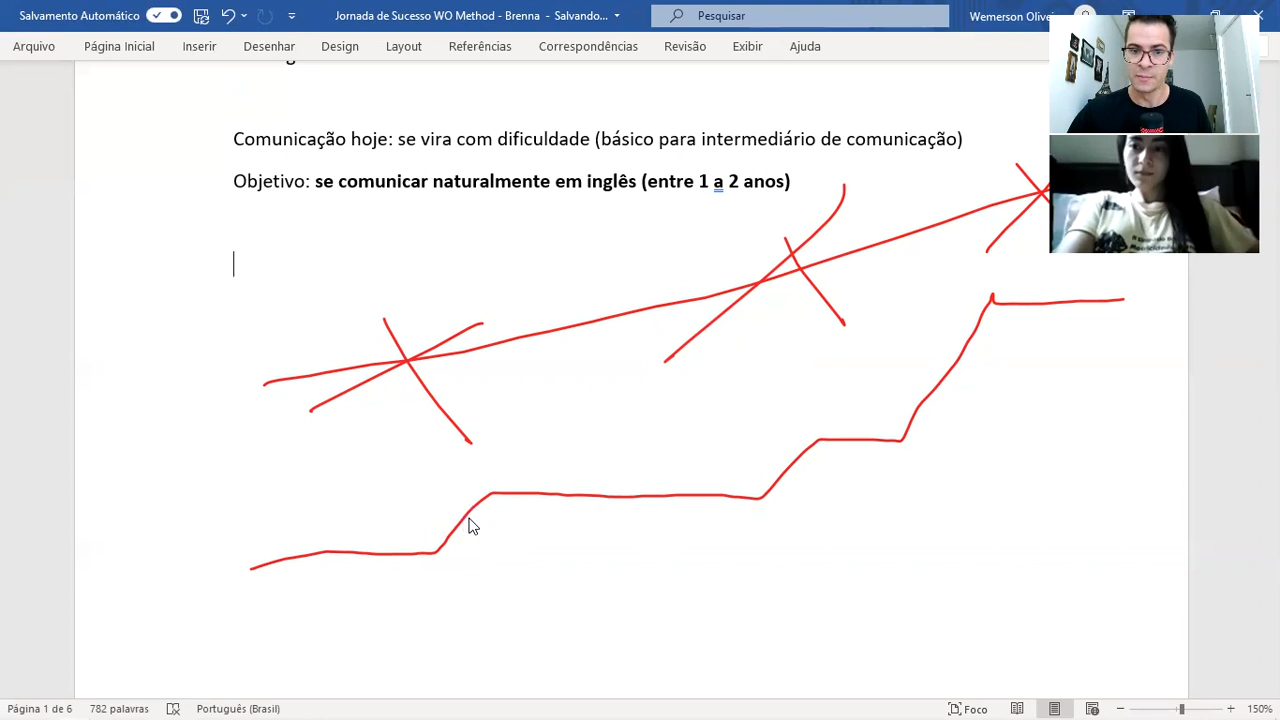 Salvamento Automático
Jornada de Sucesso WO Method - Brenna - Salvando...
Pesquisar
Wemerson Oliv
Arquivo
Página Inicial
Inserir
Desenhar
Design
Layout
Referências
Correspondências
Revisão
Exibir
Ajuda
Comunicação hoje: se vira com dificuldade (básico para intermediário de comunicação)
Objetivo: se comunicar naturalmente em inglês (entre 1 a 2 anos)
Página 1 de 6
782 palavras
Português (Brasil)
Foco
150%